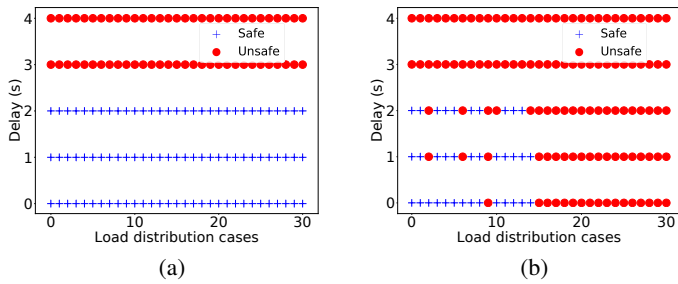 4
3
2
1
0
Delay (s)
Safe
Unsafe
0 10 20 30
Load distribution cases
(a)
4
3
2
1
0
Delay (s)
Safe
Unsafe
0 10 20 30
Load distribution cases
(b)